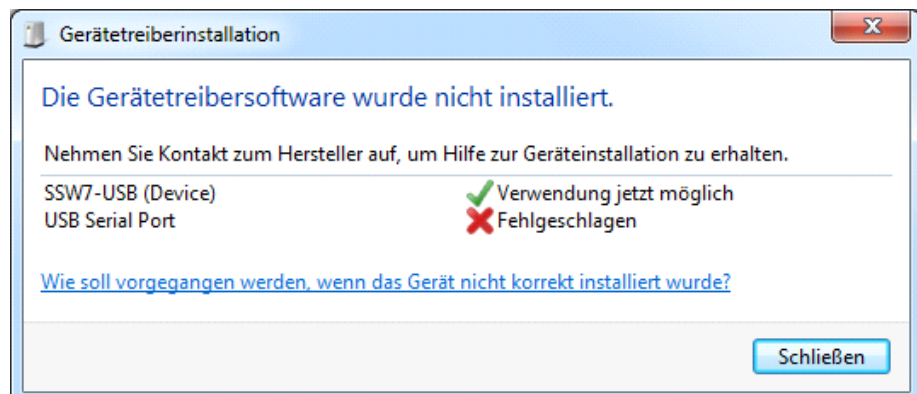 Gerätetreiberinstallation
Die Gerätetreibersoftware wurde nicht installiert.
Nehmen Sie Kontakt zum Hersteller auf, um Hilfe zur Geräteinstallation zu erhalten.
SSW7-USB (Device) Verwendung jetzt möglich
USB Serial Port Fehlgeschlagen
Wie soll vorgegangen werden, wenn das Gerät nicht korrekt installiert wurde?
Schließen